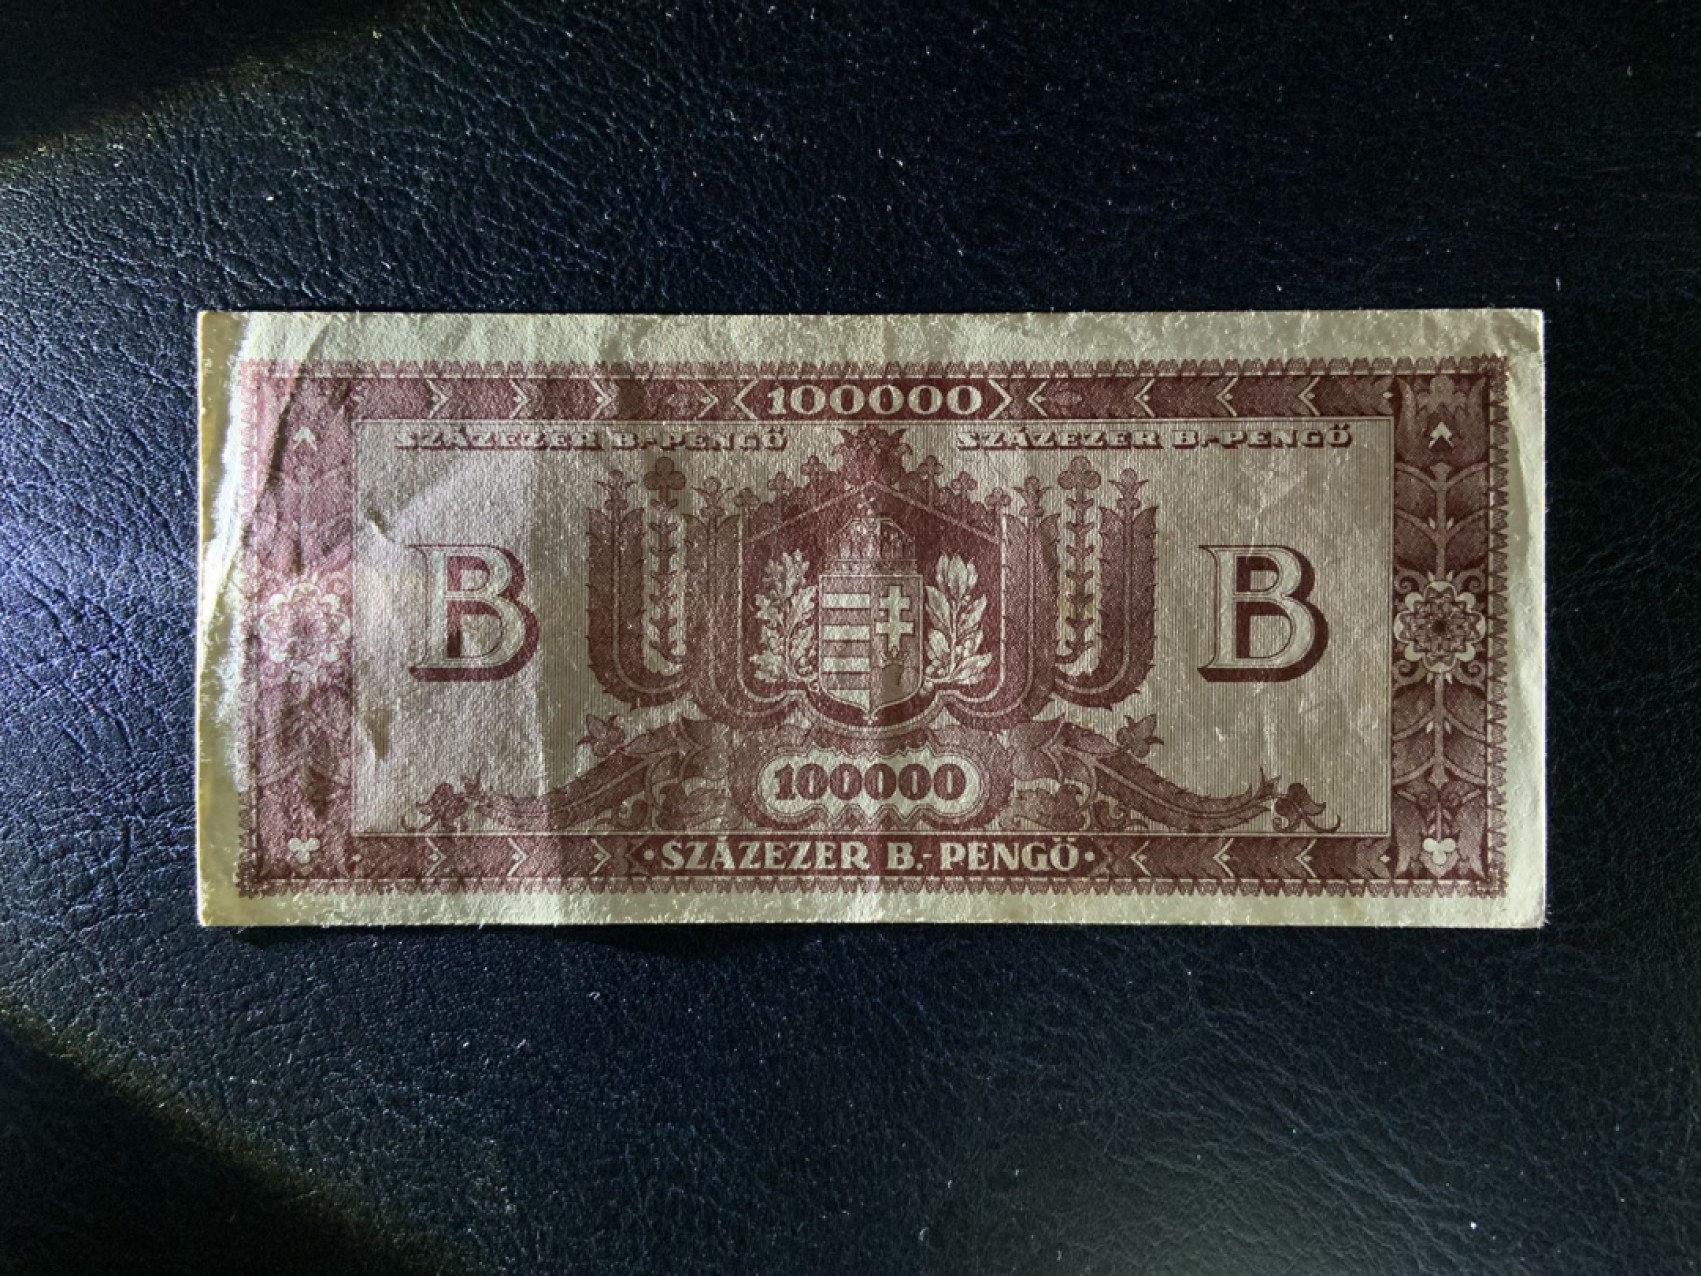 100000
SZÁZEZER B.-PENGŐ SZÁZEZER B.-PENGŐ
B B
100000
SZÁZEZER B.-PENGŐ